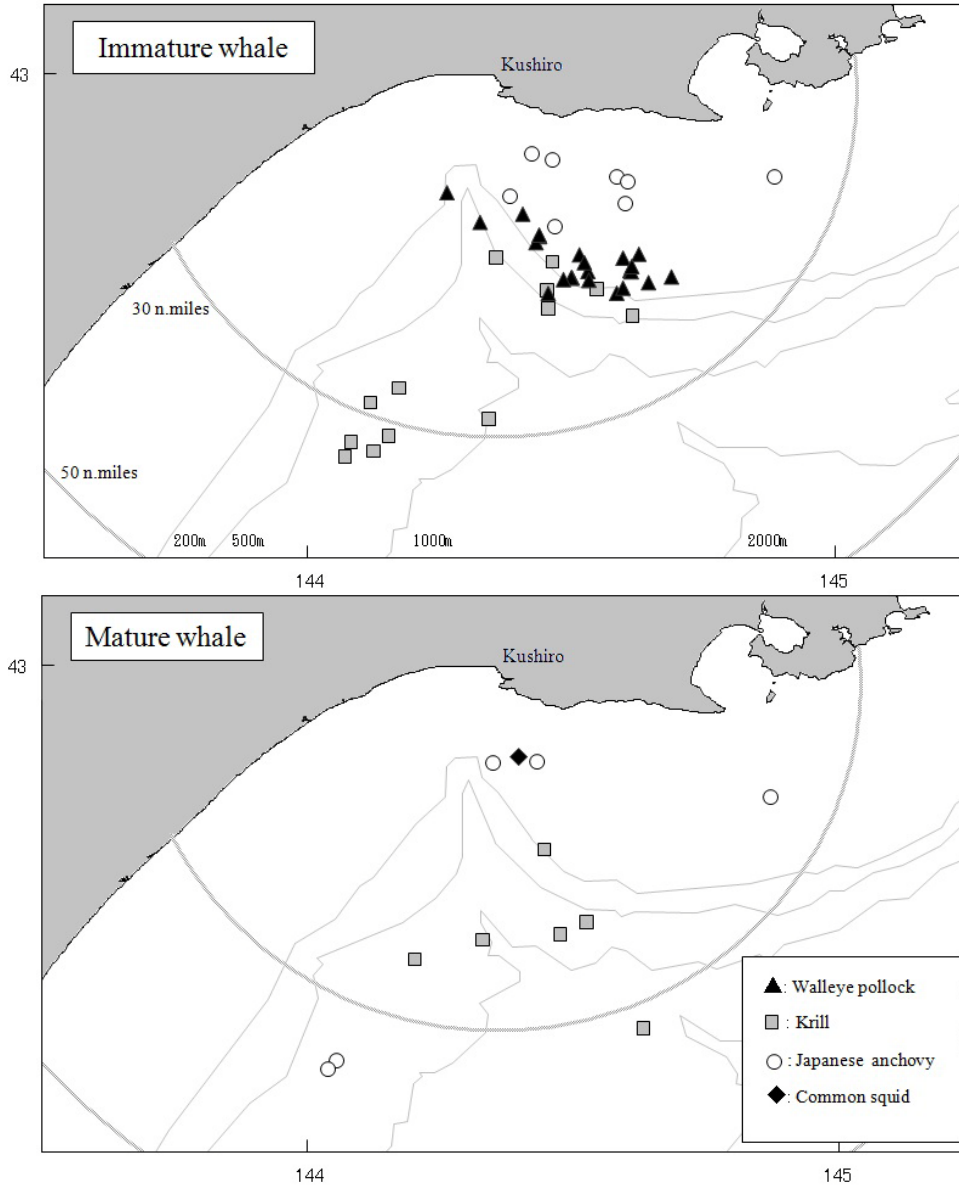 Immature whale
Kushiro
43
30 n.miles
50 n.miles
200m 500m 1000m 2000m
144 145
Mature whale
Kushiro
43
: Walleye pollock
: Krill
: Japanese anchovy
: Common squid
144 145